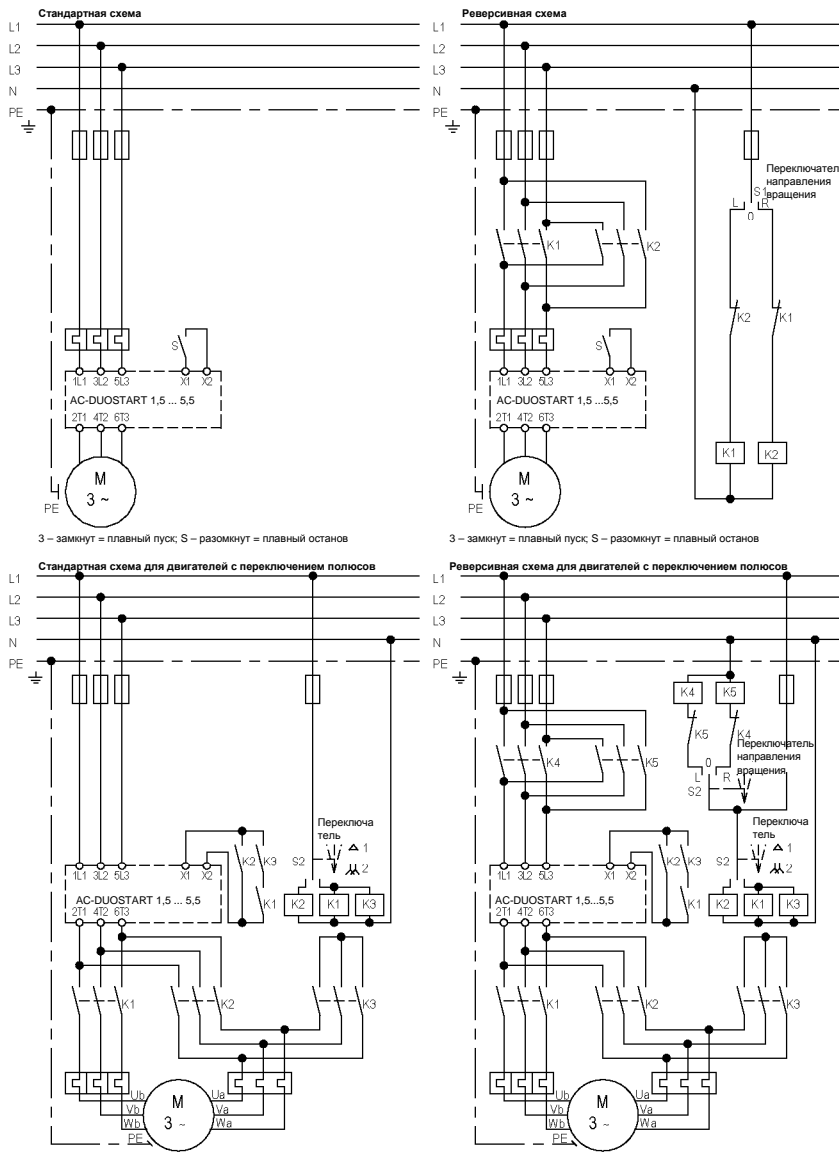 Стандартная схема
L1
L2
L3
N
PE
S
1L1 3L2 5L3 X1 X2
AC-DUOSTART 1,5 ... 5,5
2T1 4T2 6T3
M
3 ~
PE
3 – замкнут = плавный пуск; S – разомкнут = плавный останов
Реверсивная схема
L1
L2
L3
N
PE
Переключател
направления
S1
вращения
L R
0
K1 K2
K2 K1
S
1L1 3L2 5L3 X1 X2
AC-DUOSTART 1,5 ... 5,5
2T1 4T2 6T3
K1 K2
M
3 ~
PE
3 – замкнут = плавный пуск; S – разомкнут = плавный останов
Стандартная схема для двигателей с переключением полюсов
L1
L2
L3
N
PE
Переключа
тель
1
S2
2
K2 K3
1L1 3L2 5L3 X1 X2
AC-DUOSTART 1,5 ... 5,5
K1
K2 K1 K3
2T1 4T2 6T3
K1 K2 K3
Ub Ua
Vb Va
Wb Wa
M
3 ~
PE
Реверсивная схема для двигателей с переключением полюсов
L1
L2
L3
N
PE
K4 K5
K5 K4
Переключатель
направления
вращения
0
L R
S2
K4 K5
Переключа
тель
1
S2
2
K2 K3
1L1 3L2 5L3 X1 X2
AC-DUOSTART 1,5...5,5
K1
K2 K1 K3
2T1 4T2 6T3
K1 K2 K3
Ub Ua
Vb Va
Wb Wa
M
3 ~
PE